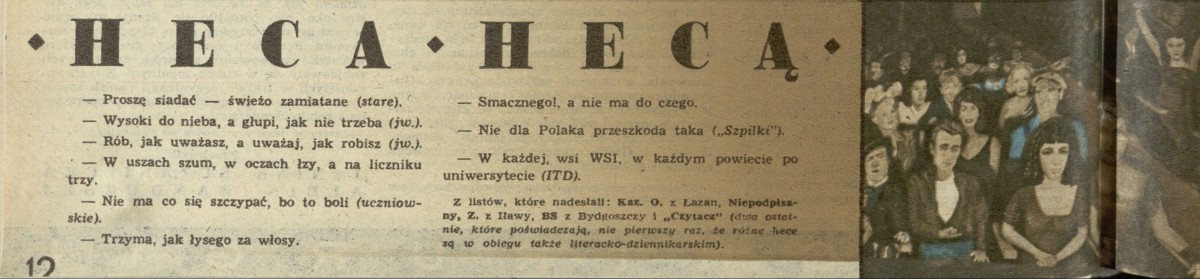 HECA · HECĄ
— Proszę siadać — świeżo zamiatane (stare).
— Wysoki do nieba, a głupi, jak nie trzeba (jw.).
— Rób, jak uważasz, a uważaj, jak robisz (jw.).
— W uszach szum, w oczach łzy, a na liczniku
trzy.
— Nie ma co się szczypać, bo to boli (uczniow-
skie).
— Trzyma, jak łysego za włosy.
— Smacznego!, a nie ma do czego.
— Nie dla Polaka przeszkoda taka („Szpilki").
— W każdej wsi WSI, w każdym powiecie po
uniwersytecie (ITD).
Z listów, które nadesłali: Kaz. O. z Łazan, Niepodpisa-
ny, Z. z Iławy, BS z Bydgoszczy i „Czytacz" (dwa ostat-
nie, które poświadczają, nie pierwszy raz, że różne hece
są w obiegu także literacko-dziennikarskim).
12